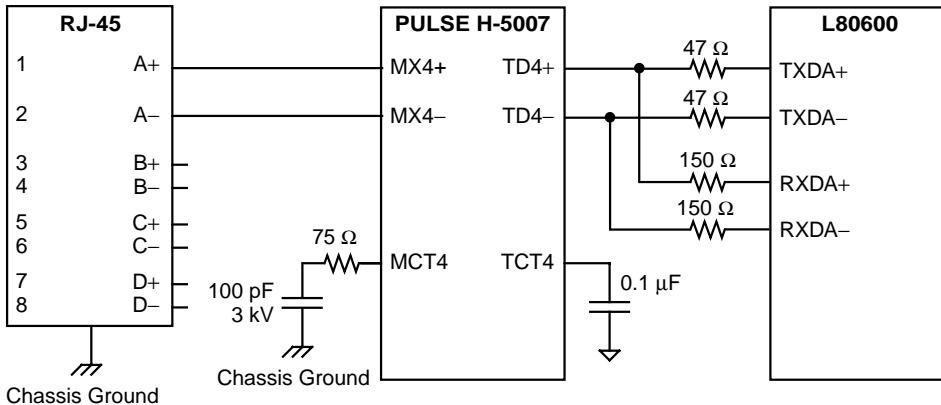 RJ-45
1 A+
2 A−
3 B+
4 B−
5 C+
6 C−
7 D+
8 D−
Chassis Ground
75 Ω
100 pF
3 kV
Chassis Ground
PULSE H-5007
MX4+ TD4+
MX4− TD4−
MCT4 TCT4
0.1 μF
47 Ω
47 Ω
150 Ω
150 Ω
L80600
TXDA+
TXDA−
RXDA+
RXDA−